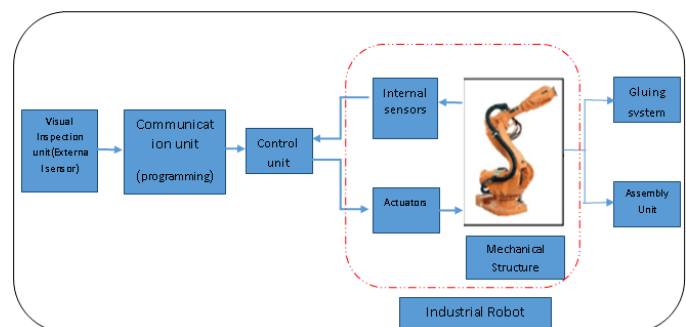 Visual
Inspection
unit(Externa
l sensor)
Communicat
ion unit
(programming)
Control
unit
Internal
sensors
Actuators
Mechanical
Structure
Industrial Robot
Gluing
system
Assembly
Unit